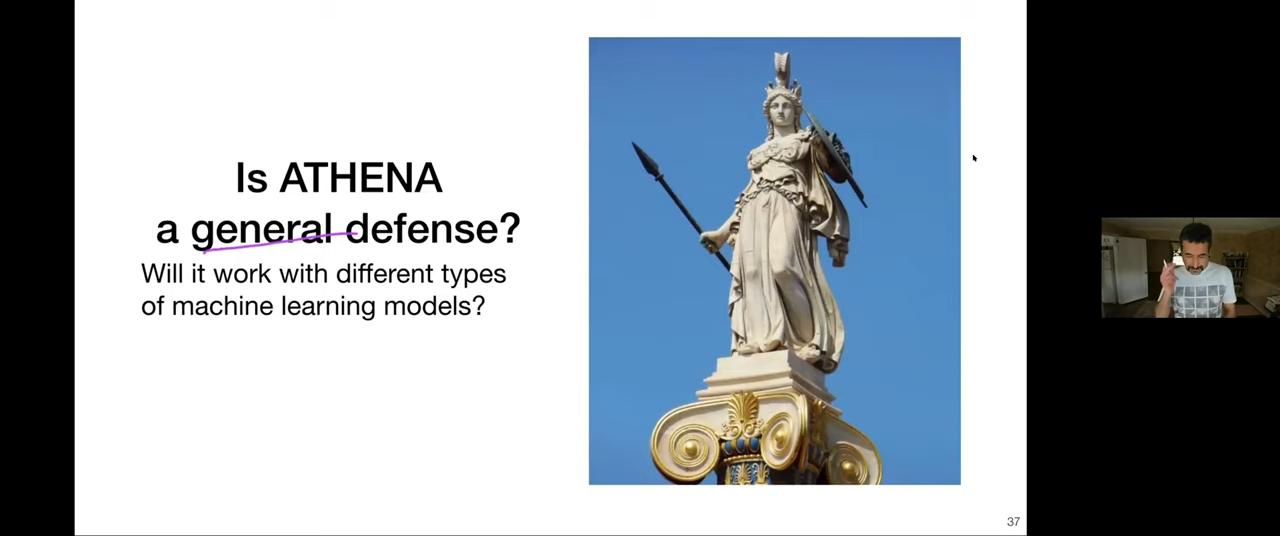 Is ATHENA
a general defense?
Will it work with different types
of machine learning models?
37